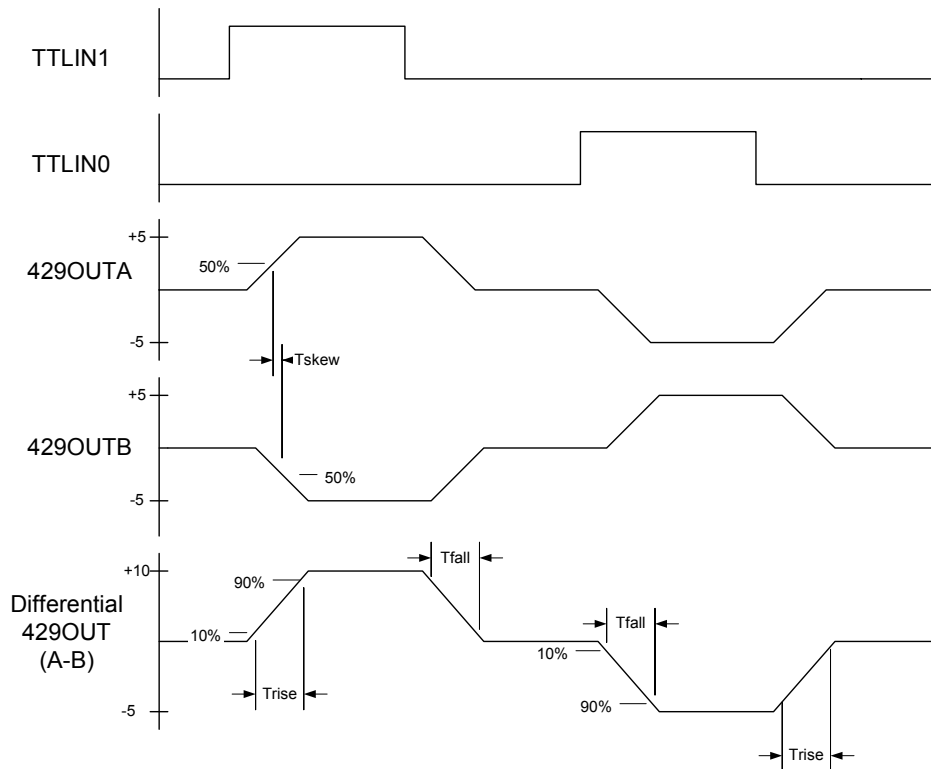 TTLIN1
TTLIN0
+5
50%
429OUTA
-5
Tskew
+5
429OUTB
50%
-5
Tfall
+10
90%
Differential
429OUT
(A-B)
10%
Tfall
10%
Trise
90%
-5
Trise